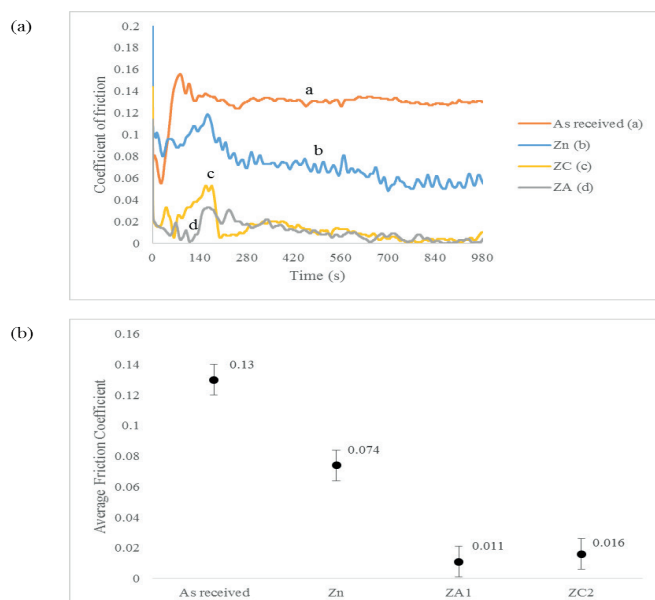 (a)
0.2
0.18
0.16
0.14
0.12
0.1
0.08
0.06
0.04
0.02
0
Coefficient of friction
a
b
c
d
0 140 280 420 560 700 840 980
Time (s)
As received (a)
Zn (b)
ZC (c)
ZA (d)
(b)
0.16
0.14
0.12
0.1
0.08
0.06
0.04
0.02
0
Average Friction Coefficient
0.13
0.074
0.011
0.016
As received Zn ZA1 ZC2